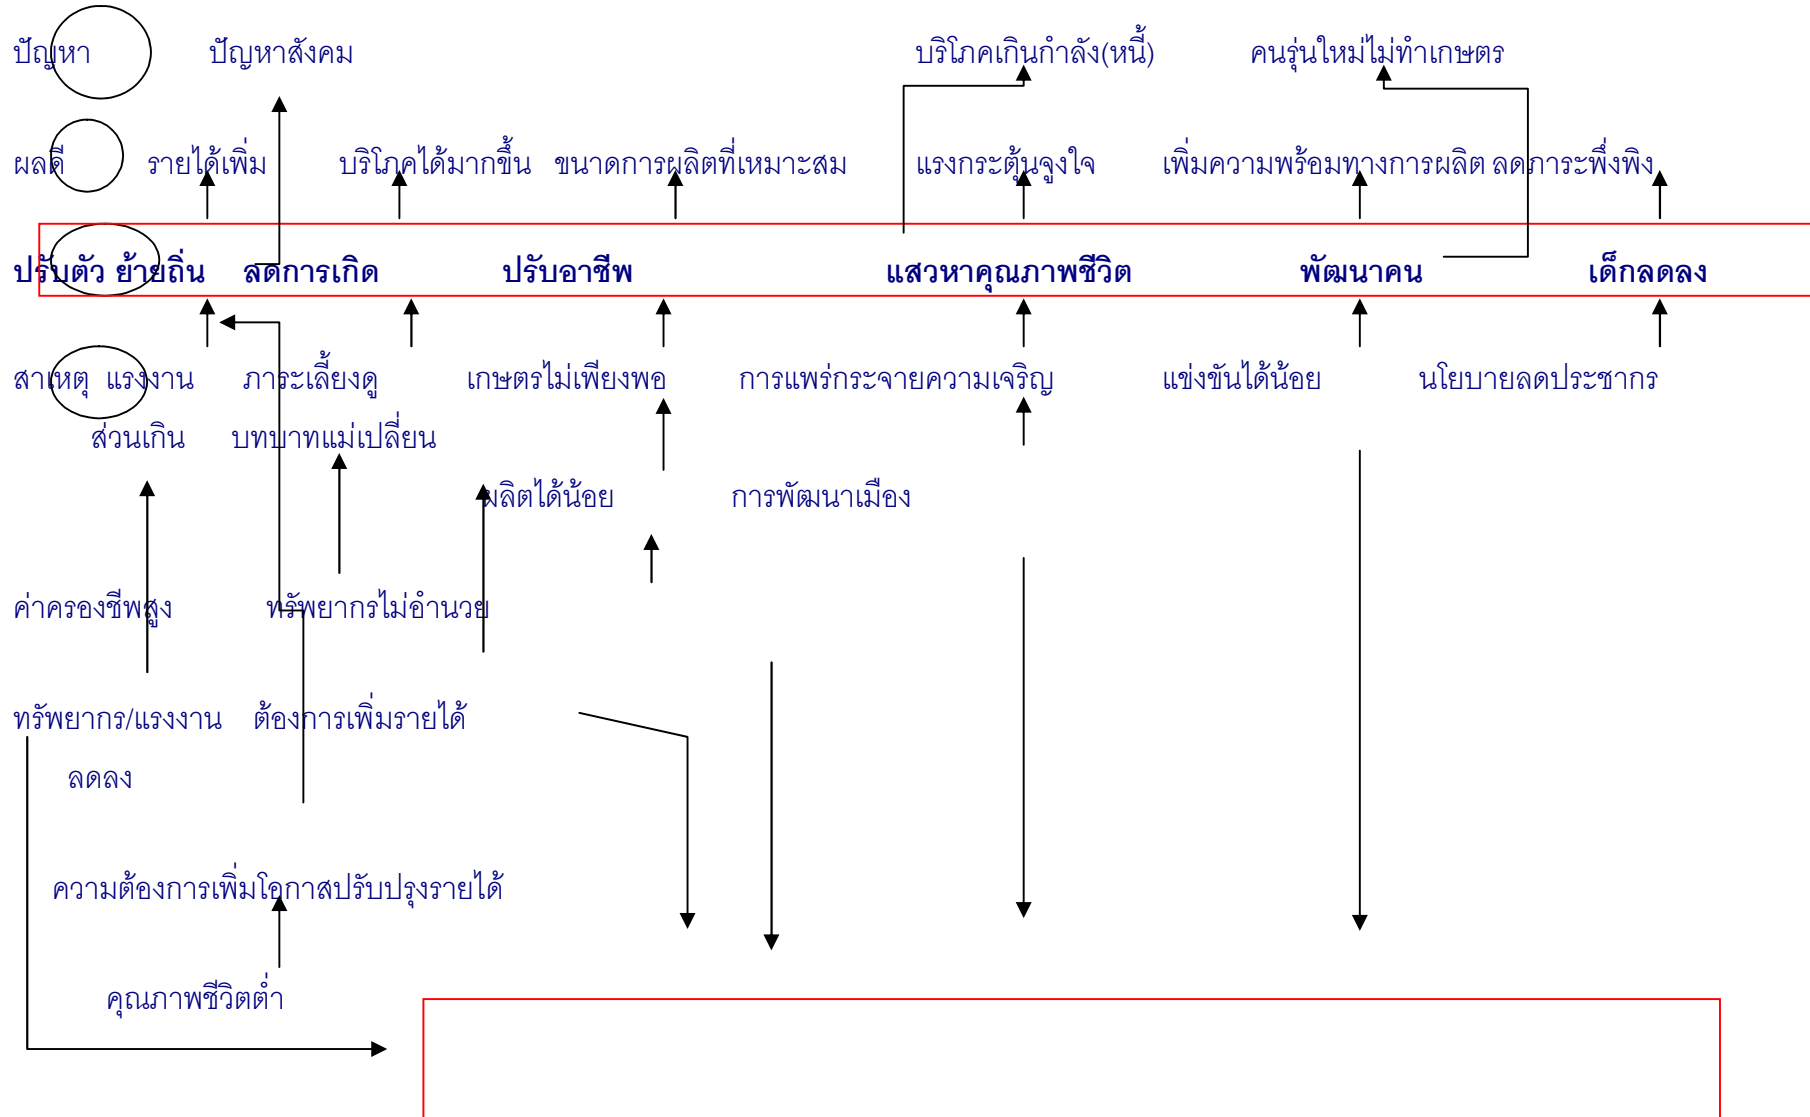 ปัญหา ปัญหาสังคม บริโภคเกินกำลัง(หนี้) คนรุ่นใหม่ไม่ทำเกษตร
ผลดี รายได้เพิ่ม บริโภคได้มากขึ้น ขนาดการผลิตที่เหมาะสม แรงกระตุ้นจูงใจ เพิ่มความพร้อมทางการผลิต ลดภาระพึ่งพิง
ปรับตัว ย้ายถิ่น ลดการเกิด ปรับอาชีพ แสวหาคุณภาพชีวิต พัฒนาคน เด็กลดลง
สาเหตุ แรงงาน ภาระเลี้ยงดู เกษตรไม่เพียงพอ การแพร่กระจายความเจริญ แข่งขันได้น้อย นโยบายลดประชากร
ส่วนเกิน บทบาทแม่เปลี่ยน
ผลิตได้น้อย การพัฒนาเมือง
ค่าครองชีพสูง ทรัพยากรไม่อำนวย
ทรัพยากร/แรงงาน ต้องการเพิ่มรายได้
ลดลง
ความต้องการเพิ่มโอกาสปรับปรุงรายได้
คุณภาพชีวิตต่ำ